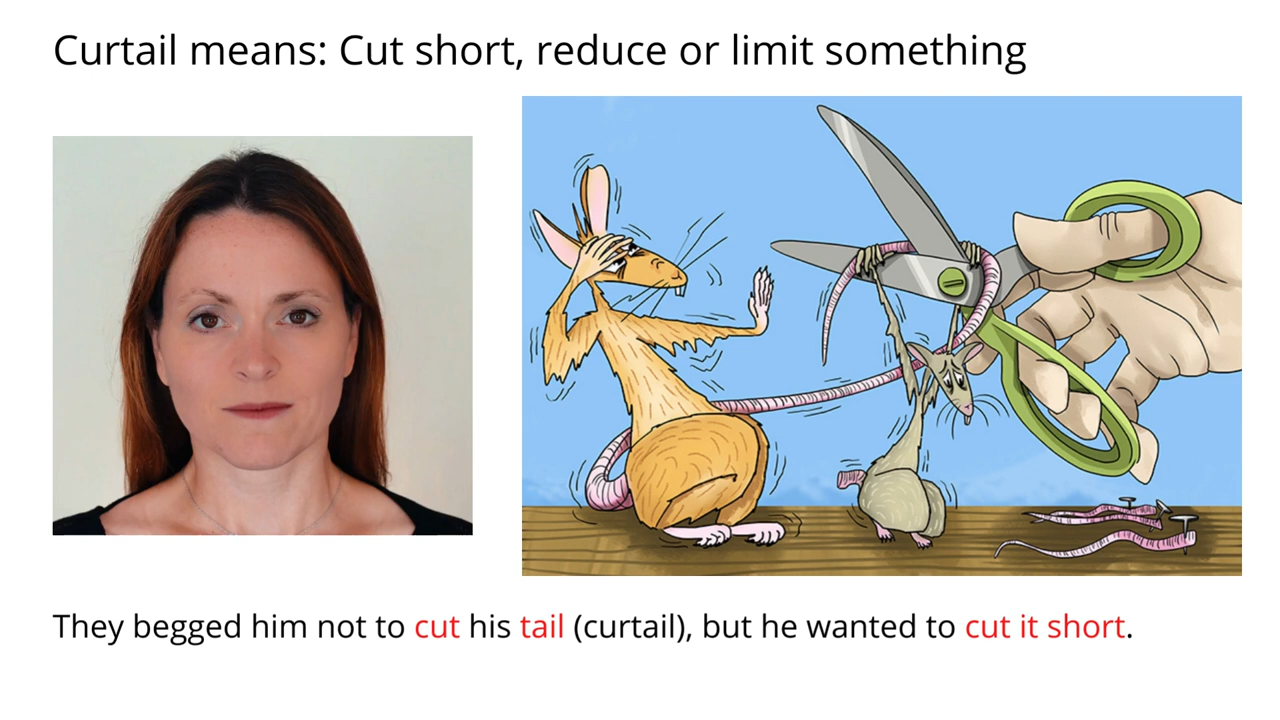 Curtail means: Cut short, reduce or limit something
They begged him not to cut his tail (curtail), but he wanted to cut it short.